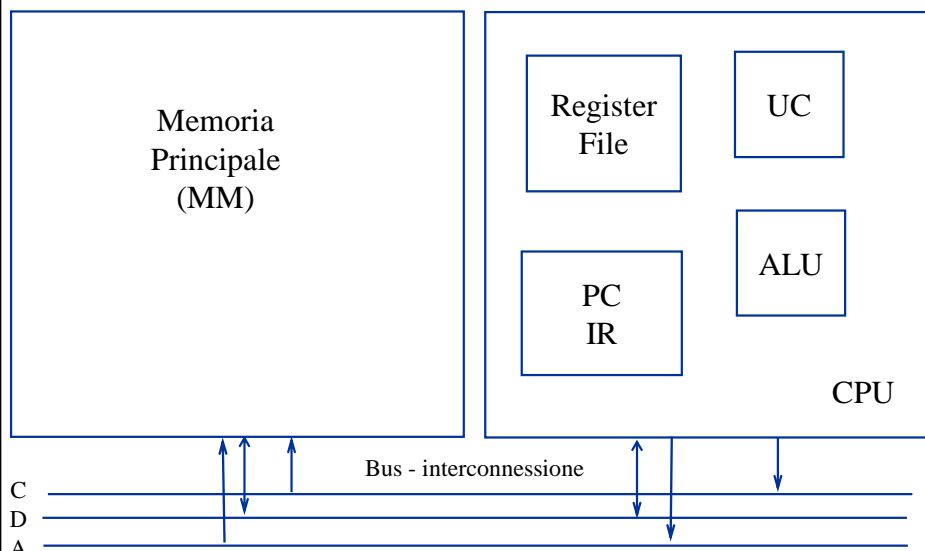 Memoria
Principale
(MM)
Register
File
UC
ALU
PC
IR
CPU
Bus - interconnessione
C
D
A